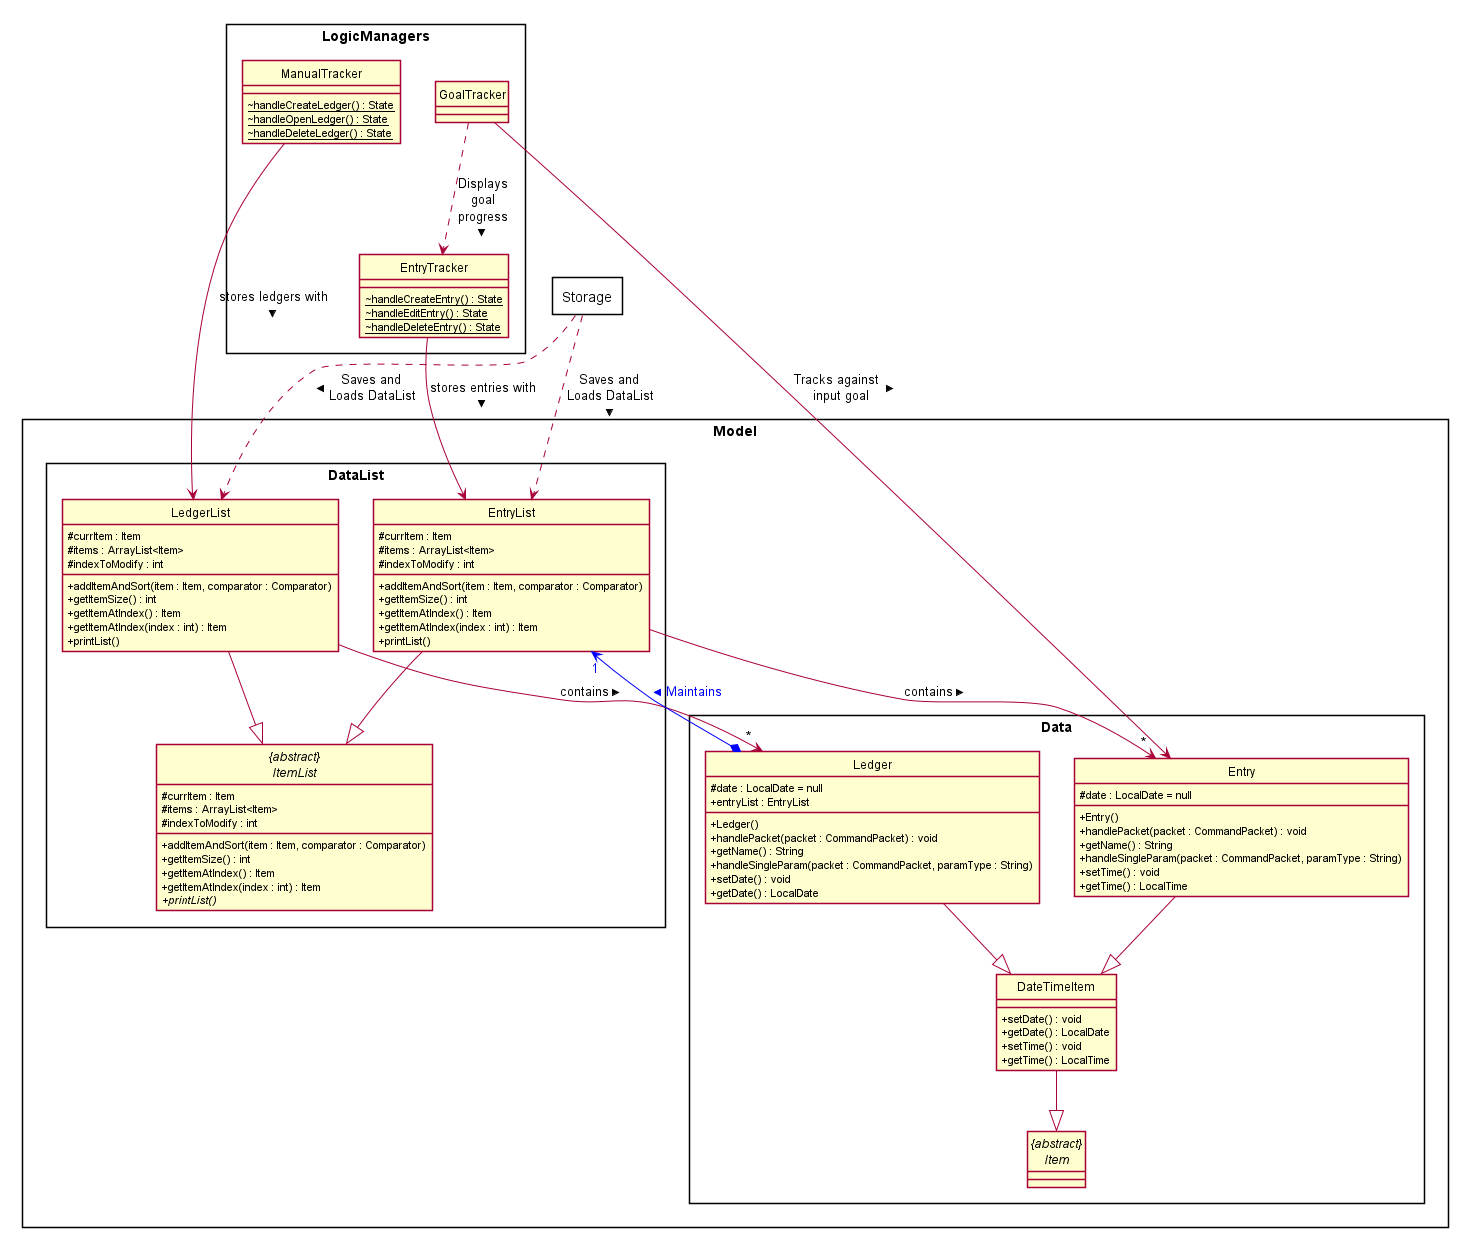 LogicManagers
ManualTracker
~handleCreateLedger() : State
~handleOpenLedger() : State
~handleDeleteLedger() : State
GoalTracker
Displays
goal
progress
▼
EntryTracker
~handleCreateEntry() : State
~handleEditEntry() : State
~handleDeleteEntry() : State
Storage
stores ledgers with
▼
◄ Saves and
Loads DataList
stores entries with
▼
Saves and
Loads DataList
▼
Tracks against ►
input goal
Model
DataList
LedgerList
#currItem : Item
#items : ArrayList<Item>
#indexToModify : int
+addItemAndSort(item : Item, comparator : Comparator)
+getItemSize() : int
+getItemAtIndex() : Item
+getItemAtIndex(index : int) : Item
+printList()
EntryList
#currItem : Item
#items : ArrayList<Item>
#indexToModify : int
+addItemAndSort(item : Item, comparator : Comparator)
+getItemSize() : int
+getItemAtIndex() : Item
+getItemAtIndex(index : int) : Item
+printList()
1
contains ►
◄ Maintains
contains ►
{abstract}
ItemList
#currItem : Item
#items : ArrayList<Item>
#indexToModify : int
+addItemAndSort(item : Item, comparator : Comparator)
+getItemSize() : int
+getItemAtIndex() : Item
+getItemAtIndex(index : int) : Item
+printList()
Data
*
*
Ledger
#date : LocalDate = null
+entryList : EntryList
+Ledger()
+handlePacket(packet : CommandPacket) : void
+getName() : String
+handleSingleParam(packet : CommandPacket, paramType : String)
+setDate() : void
+getDate() : LocalDate
Entry
#date : LocalDate = null
+Entry()
+handlePacket(packet : CommandPacket) : void
+getName() : String
+handleSingleParam(packet : CommandPacket, paramType : String)
+setTime() : void
+getTime() : LocalTime
DateTimeItem
+setDate() : void
+getDate() : LocalDate
+setTime() : void
+getTime() : LocalTime
{abstract}
Item